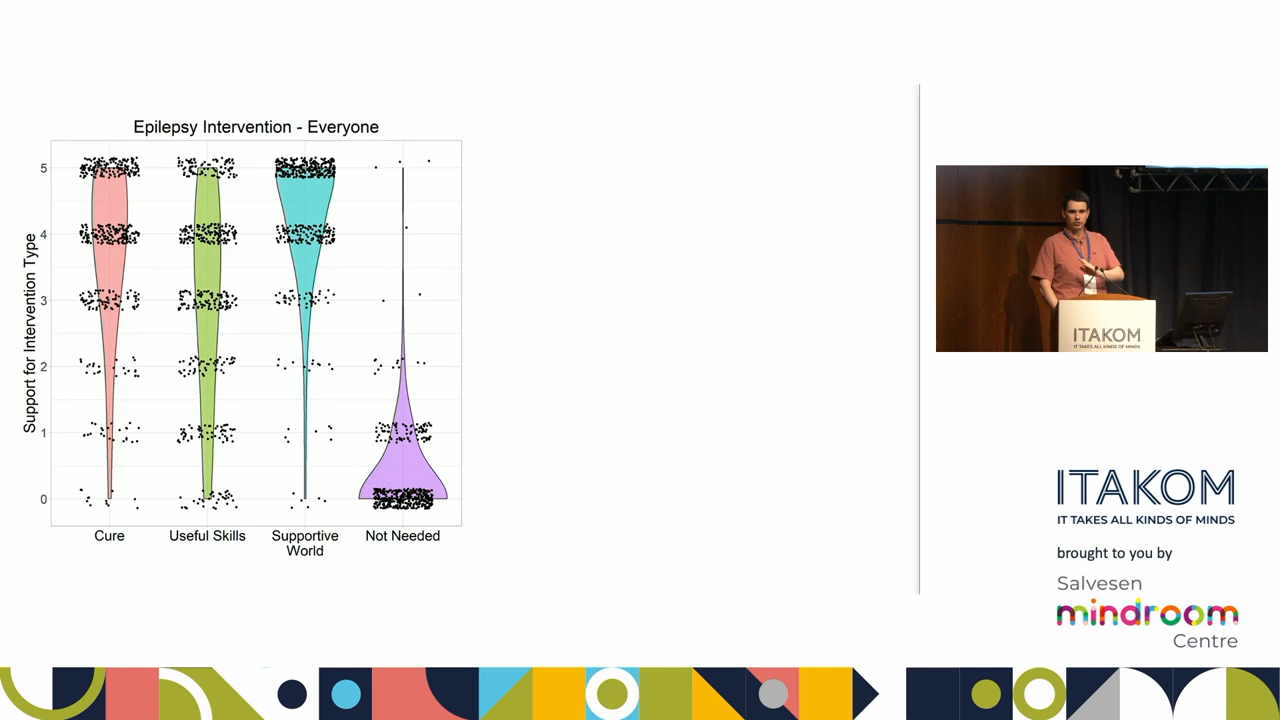 Epilepsy Intervention - Everyone
Support for Intervention Type
5
4
3
2
1
0
Cure
Useful Skills
Supportive
World
Not Needed
ITAKOM
IT TAKES ALL KINDS OF MINDS
ITAKOM
IT TAKES ALL KINDS OF MINDS
brought to you by
Salvesen
mindroom
Centre